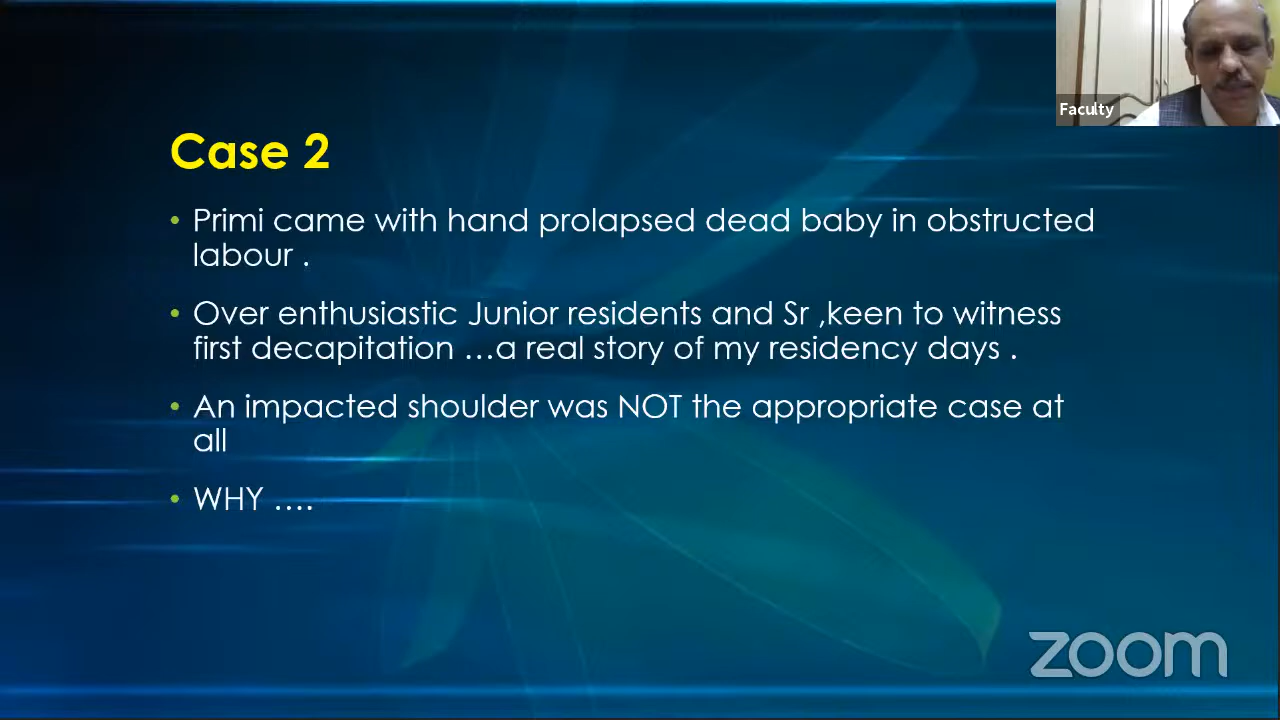 Faculty
Case 2
• Primi came with hand prolapsed dead baby in obstructed
labour .
• Over enthusiastic Junior residents and Sr ,keen to witness
first decapitation ...a real story of my residency days .
• An impacted shoulder was NOT the appropriate case at
all
• WHY ....
zoom